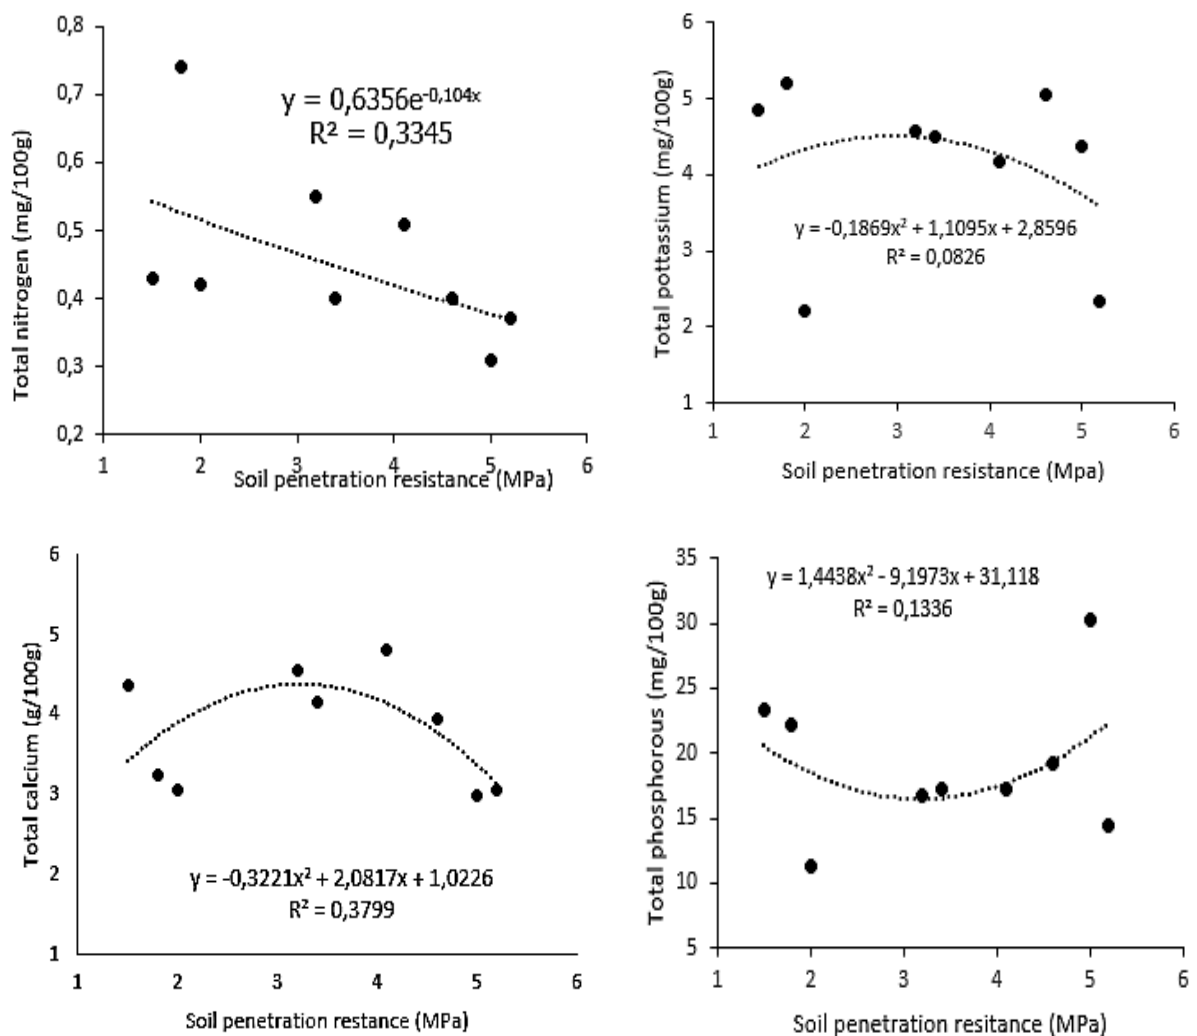 0,8
0,7
0,6
0,5
0,4
0,3
0,2
1 2 3 4 5 6
Total nitrogen (mg/100g)
y = 0,6356e^-0,104x
R² = 0,3345
Soil penetration resistance (MPa)
6
5
4
3
2
1
1 2 3 4 5 6
Total pottassium (mg/100g)
y = -0,1869x² + 1,1095x + 2,8596
R² = 0,0826
Soil penetration resistance (Mpa)
6
5
4
3
2
1
1 2 3 4 5 6
Total calcium (g/100g)
y = -0,3221x² + 2,0817x + 1,0226
R² = 0,3799
Soil penetration restance (MPa)
35
30
25
20
15
10
5
1 2 3 4 5 6
Total phosphorous (mg/100g)
y = 1,4438x² - 9,1973x + 31,118
R² = 0,1336
Soil penetration resitance (MPa)